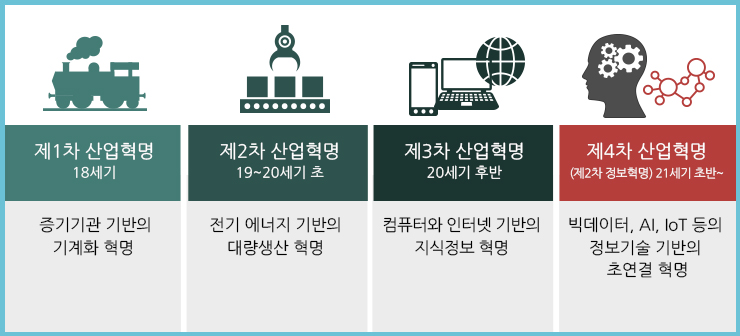 제1차 산업혁명
18세기
증기기관 기반의
기계화 혁명
제2차 산업혁명
19~20세기 초
전기 에너지 기반의
대량생산 혁명
제3차 산업혁명
20세기 후반
컴퓨터와 인터넷 기반의
지식정보 혁명
제4차 산업혁명
(제2차 정보혁명) 21세기 초반~
빅데이터, AI, IoT 등의
정보기술 기반의
초연결 혁명